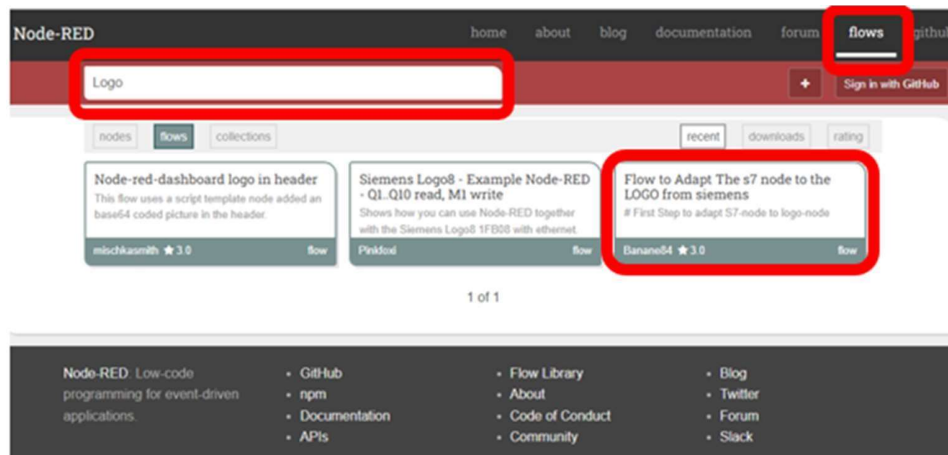 Node-RED
home about blog documentation forum flows github
Logo
+ Sign in with GitHub
nodes flows collections
recent downloads rating
Node-red-dashboard logo in header
This flow uses a script template node added an
base64 coded picture in the header.
mischkasmith ★ 3.0 flow
Siemens Logo8 - Example Node-RED
- Q1..Q10 read, M1 write
Shows how you can use Node-RED together
with the Siemens Logo8 1FB08 with ethernet.
Pinkfoxi flow
Flow to Adapt The s7 node to the
LOGO from siemens
# First Step to adapt S7-node to logo-node
Banane84 ★ 3.0 flow
1 of 1
Node-RED: Low-code
programming for event-driven
applications.
• GitHub
• npm
• Documentation
• APIs
• Flow Library
• About
• Code of Conduct
• Community
• Blog
• Twitter
• Forum
• Slack